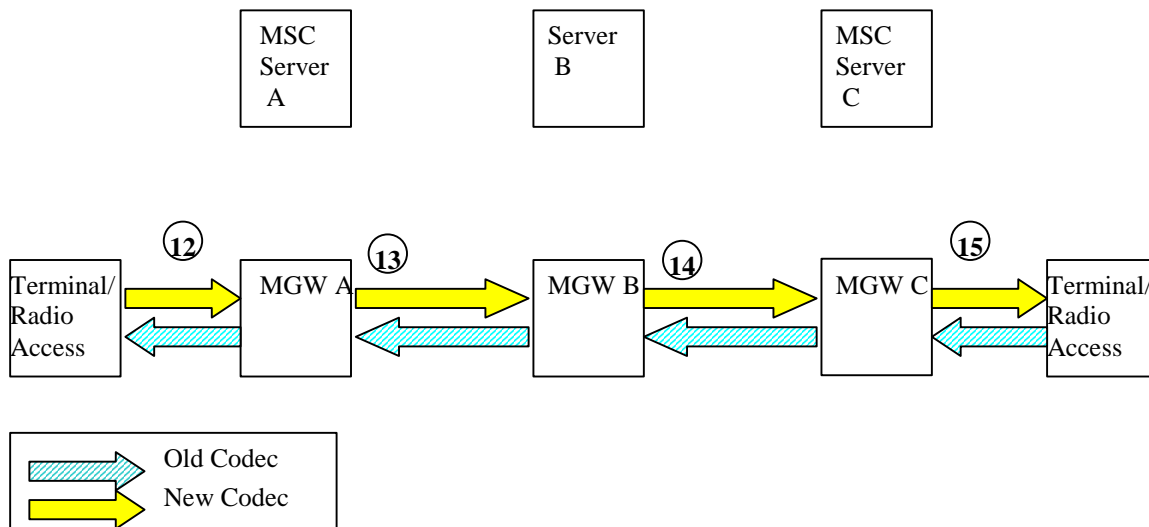 MSC
Server
A
Server
B
MSC
Server
C
12
13
14
15
Terminal/
Radio
Access
MGW A
MGW B
MGW C
Terminal/
Radio
Access
Old Codec
New Codec